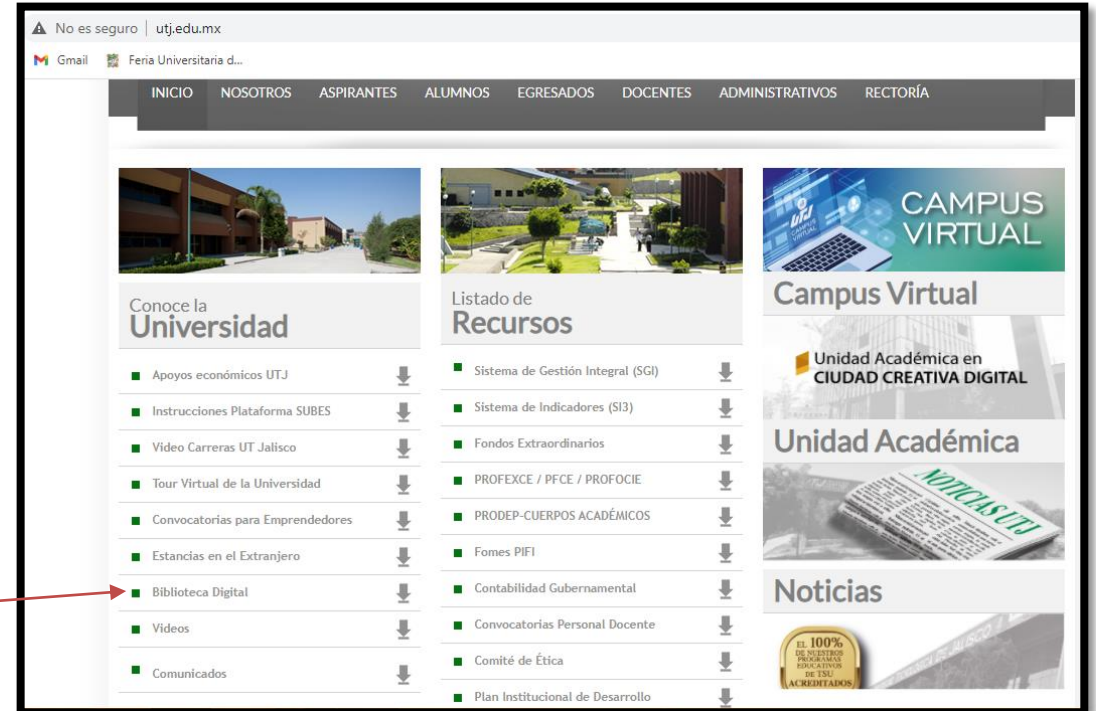 No es seguro | utj.edu.mx
Gmail Feria Universitaria d...
INICIO NOSOTROS ASPIRANTES ALUMNOS EGRESADOS DOCENTES ADMINISTRATIVOS RECTORÍA
Conoce la
Universidad
Apoyos económicos UTJ
Instrucciones Plataforma SUBES
Video Carreras UT Jalisco
Tour Virtual de la Universidad
Convocatorias para Emprendedores
Estancias en el Extranjero
Biblioteca Digital
Videos
Comunicados
Listado de
Recursos
Sistema de Gestión Integral (SGI)
Sistema de Indicadores (SI3)
Fondos Extraordinarios
PROFEXCE / PFCE / PROFOCIE
PRODEP-CUERPOS ACADÉMICOS
Fomes PIFI
Contabilidad Gubernamental
Convocatorias Personal Docente
Comité de Ética
Plan Institucional de Desarrollo
UTJ
CAMPUS
VIRTUAL
CAMPUS
VIRTUAL
Campus Virtual
Unidad Académica en
CIUDAD CREATIVA DIGITAL
Unidad Académica
NOTICIAS UTJ
Noticias
EL 100%
DE NUESTROS
PROGRAMAS
EDUCATIVOS
DE TSU
ACREDITADOS